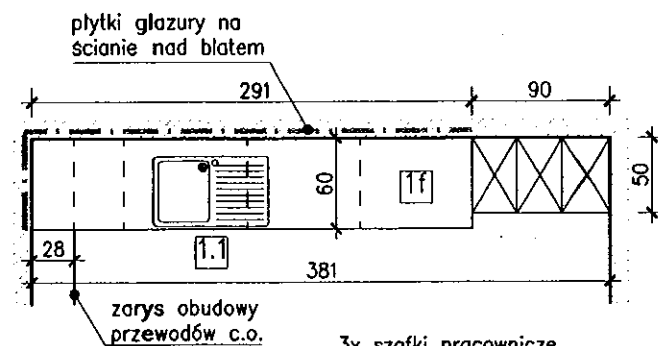 płytki glazury na
ścianie nad blatem
291
90
60
1f
50
28
1.1
381
zarys obudowy
przewodów c.o.
3x szafki pracownicze